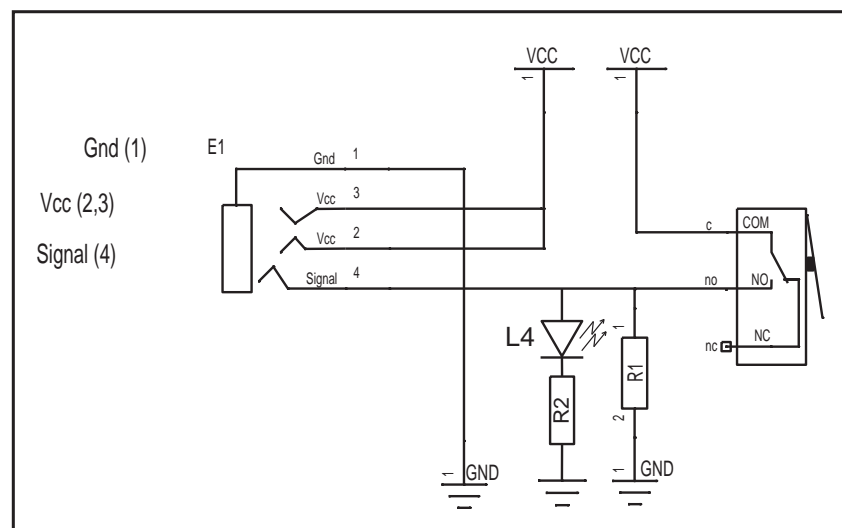 VCC
VCC
1
1
Gnd (1)
E1
Gnd
1
Vcc (2,3)
Vcc
3
c
COM
Vcc
2
Signal (4)
Signal
4
no
NO
L4
1
R1
nc
NC
R2
2
1
GND
1
GND